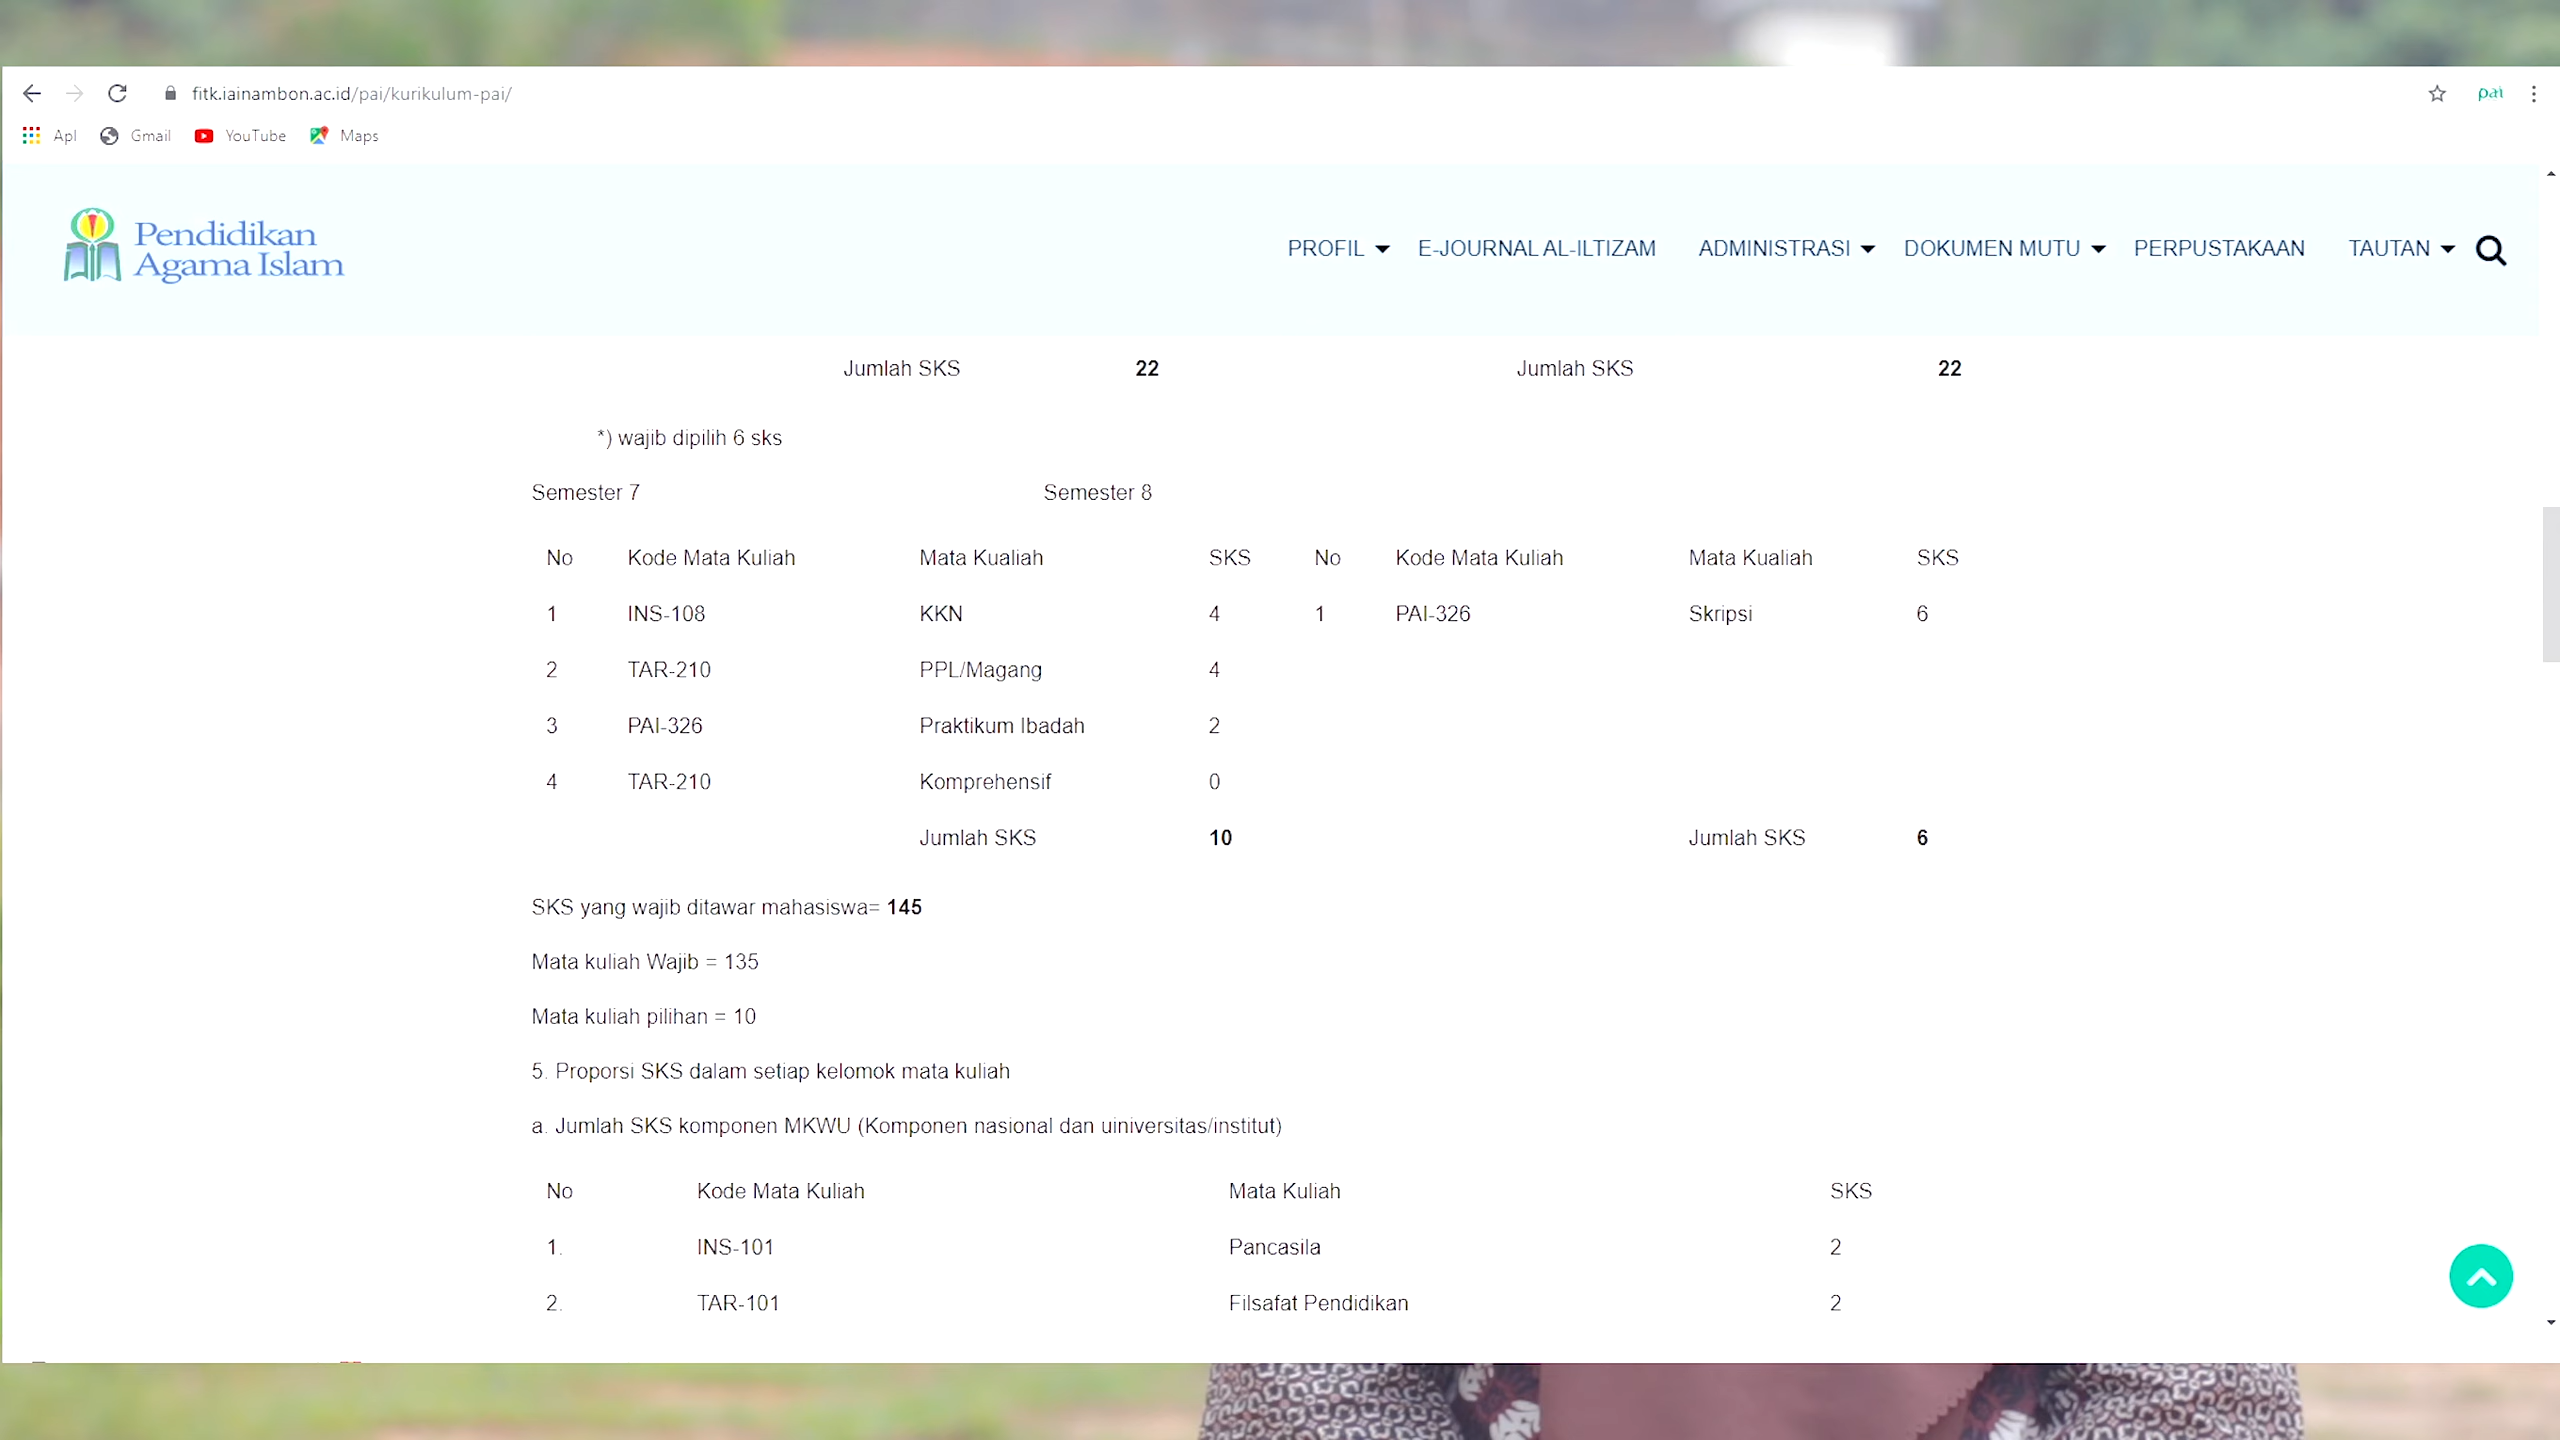 fitk.iainambon.ac.id/pai/kurikulum-pai/
pai
Apl Gmail YouTube Maps
Pendidikan
Agama Islam
PROFIL E-JOURNAL AL-ILTIZAM ADMINISTRASI DOKUMEN MUTU PERPUSTAKAAN TAUTAN
Jumlah SKS 22 Jumlah SKS 22
*) wajib dipilih 6 sks
Semester 7 Semester 8
No Kode Mata Kuliah Mata Kualiah SKS No Kode Mata Kuliah Mata Kualiah SKS
1 INS-108 KKN 4 1 PAI-326 Skripsi 6
2 TAR-210 PPL/Magang 4
3 PAI-326 Praktikum Ibadah 2
4 TAR-210 Komprehensif 0
Jumlah SKS 10 Jumlah SKS 6
SKS yang wajib ditawar mahasiswa= 145
Mata kuliah Wajib = 135
Mata kuliah pilihan = 10
5. Proporsi SKS dalam setiap kelomok mata kuliah
a. Jumlah SKS komponen MKWU (Komponen nasional dan uiniversitas/institut)
No Kode Mata Kuliah Mata Kuliah SKS
1. INS-101 Pancasila 2
2. TAR-101 Filsafat Pendidikan 2